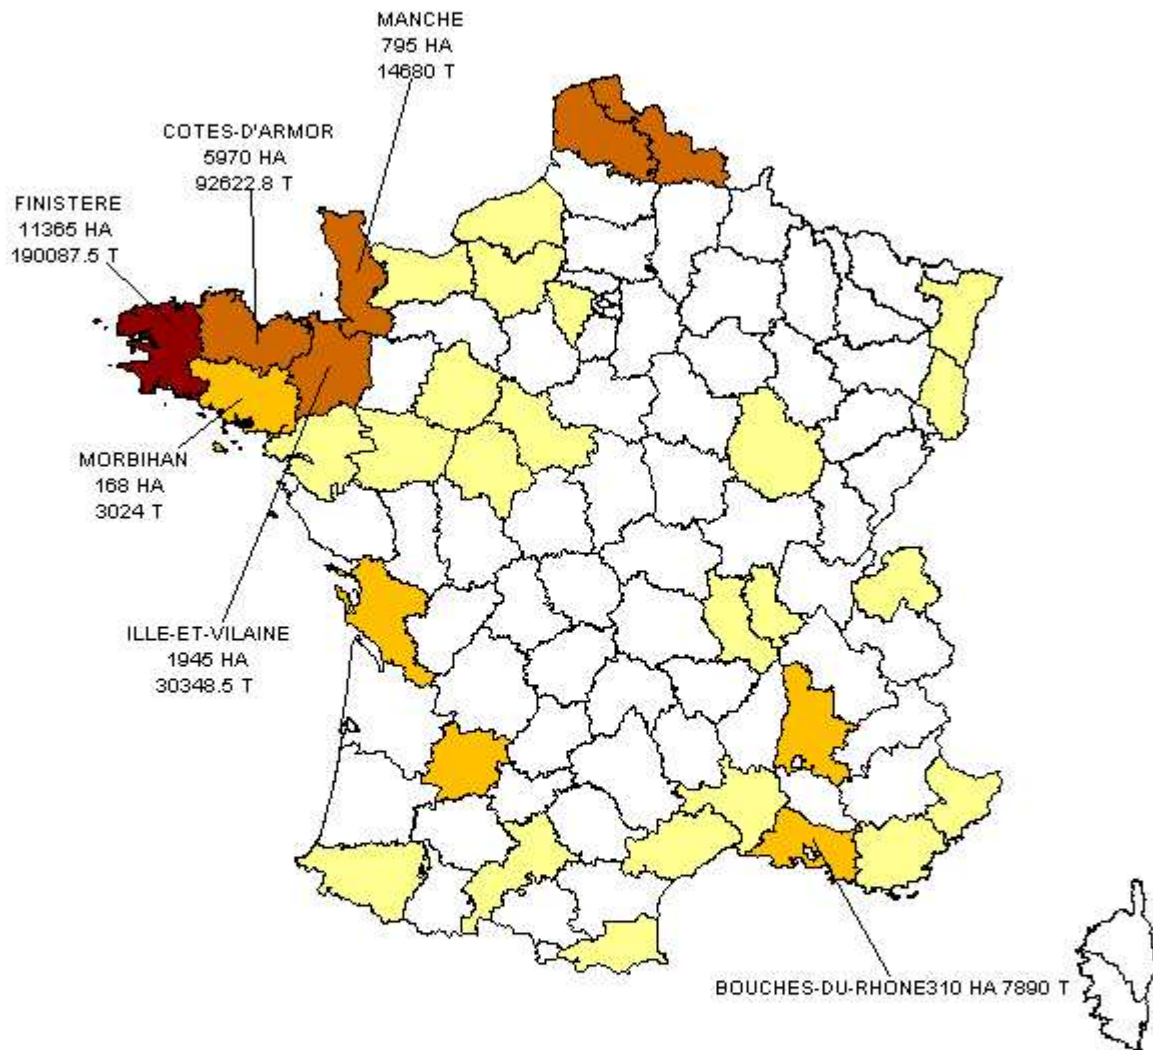 MANCHE
795 HA
14680 T
COTES-D'ARMOR
5970 HA
92622.8 T
FINISTERE
11365 HA
190087.5 T
MORBIHAN
168 HA
3024 T
ILLE-ET-VILAINE
1945 HA
30348.5 T
BOUCHES-DU-RHONE310 HA 7890 T